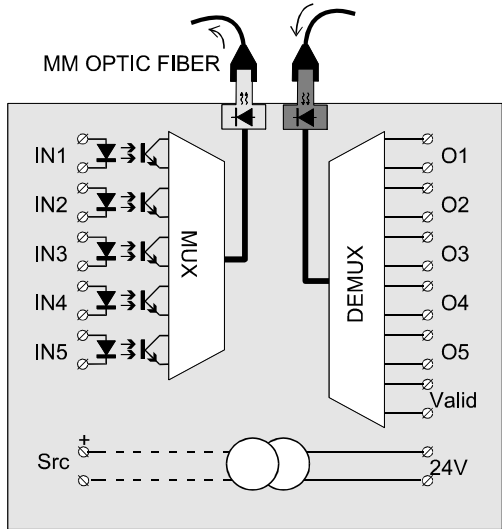 MM OPTIC FIBER
IN1
IN2
IN3
IN4
IN5
MUX
DEMUX
O1
O2
O3
O4
O5
Valid
+
Src
24V